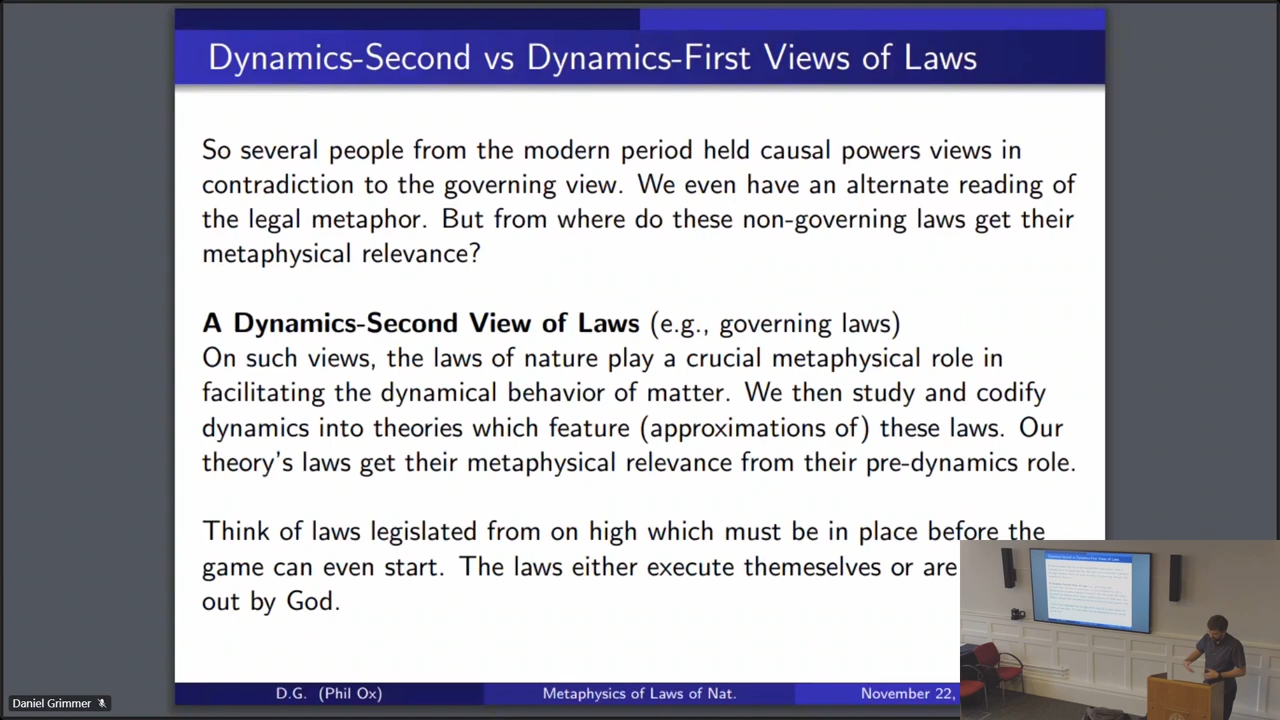 Dynamics-Second vs Dynamics-First Views of Laws
So several people from the modern period held causal powers views in
contradiction to the governing view. We even have an alternate reading of
the legal metaphor. But from where do these non-governing laws get their
metaphysical relevance?
A Dynamics-Second View of Laws (e.g., governing laws)
On such views, the laws of nature play a crucial metaphysical role in
facilitating the dynamical behavior of matter. We then study and codify
dynamics into theories which feature (approximations of) these laws. Our
theory's laws get their metaphysical relevance from their pre-dynamics role.
Think of laws legislated from on high which must be in place before the
game can even start. The laws either execute themeselves or are
out by God.
D.G. (Phil Ox)
Metaphysics of Laws of Nat.
November 22,
Daniel Grimmer